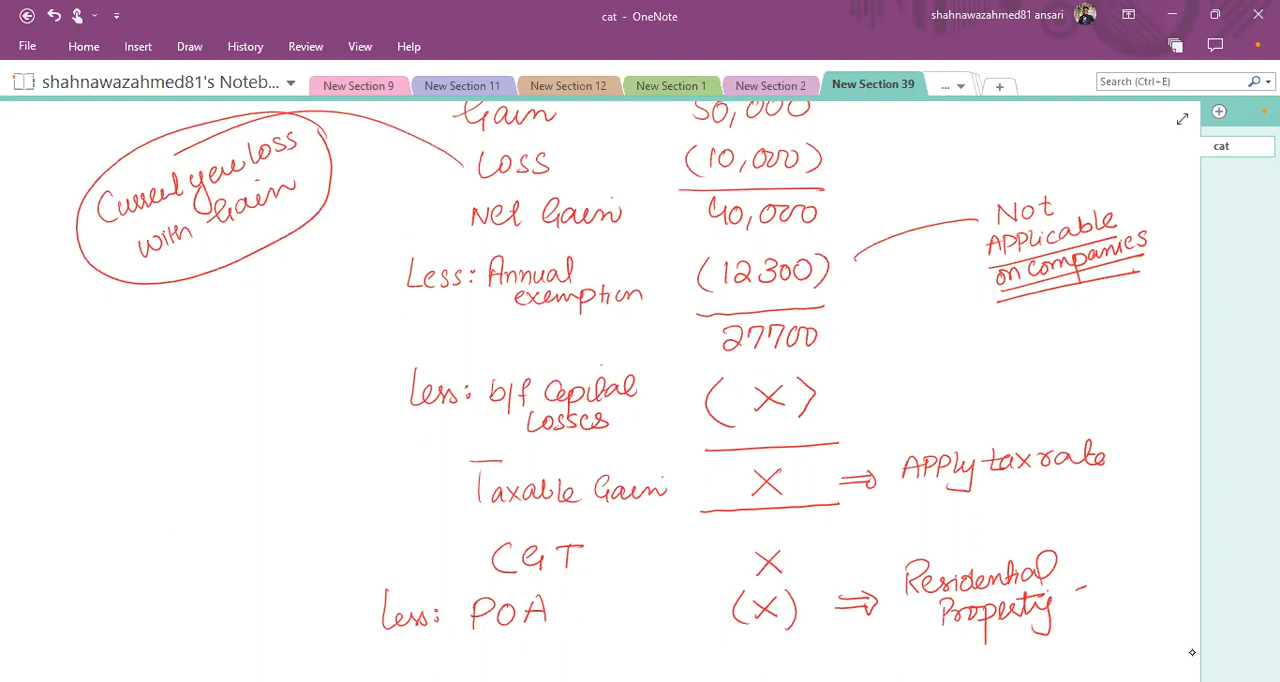 cat - OneNote
shahnawazahmed81 ansari
File Home Insert Draw History Review View Help
shahnawazahmed81's Noteb...
New Section 9
New Section 11
New Section 12
New Section 1
New Section 2
New Section 39
...
Search (Ctrl+E)
cat
Gain 50,000
Loss (10,000)
Net Gain 40,000
Current year loss
with Gain
Less: Annual
exemption
(12300)
Not
Applicable
on companies
27700
Less: b/f Capital
Losses
(X)
Taxable Gain X ⇒ Apply tax rate
CGT X
Less: POA (X) ⇒ Residential
Property